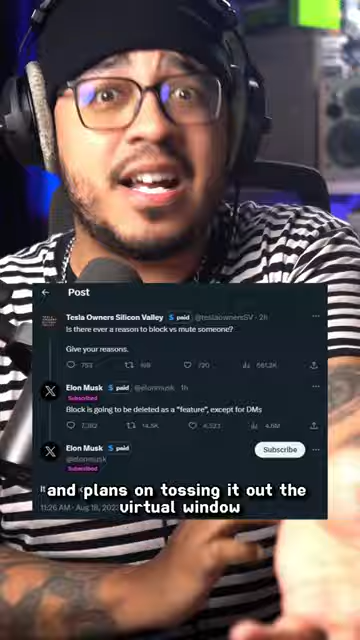 Post
Tesla Owners Silicon Valley $ paid @teslaownersSV · 2h
Is there ever a reason to block vs mute someone?
Give your reasons.
753
169
720
561.2K
Elon Musk $ paid @elonmusk · 1h
Subscribed
Block is going to be deleted as a "feature", except for DMs
7,382
14.5K
4,523
4.6M
Elon Musk $ paid
@elonmusk
Subscribe
Subscribed
and plans on tossing it out the
virtual window
11:26 AM · Aug 18, 202